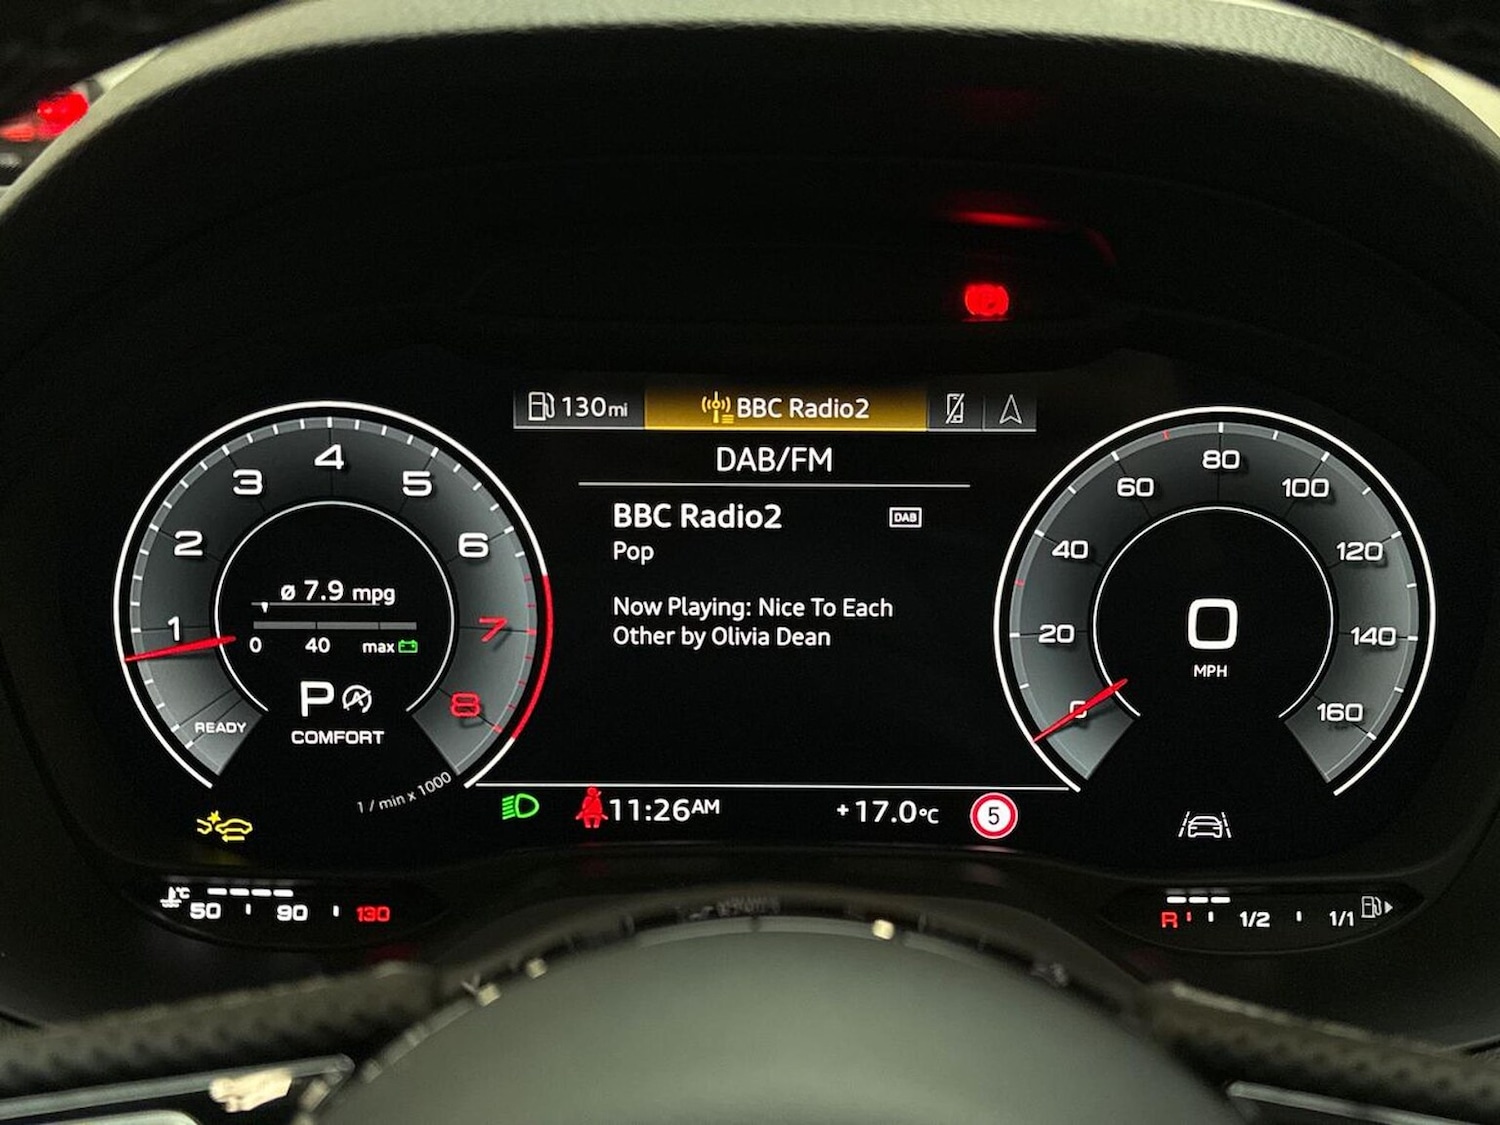 130mi
BBC Radio2
DAB/FM
BBC Radio2
DAB
Pop
Now Playing: Nice To Each
Other by Olivia Dean
1
2
3
4
5
6
7
8
READY
ø 7.9 mpg
0 40 max
P
A
COMFORT
1 / min x 1000
0
20
40
60
80
100
120
140
160
0
MPH
11:26AM
+17.0°C
5
°C
50 90 130
R 1/2 1/1